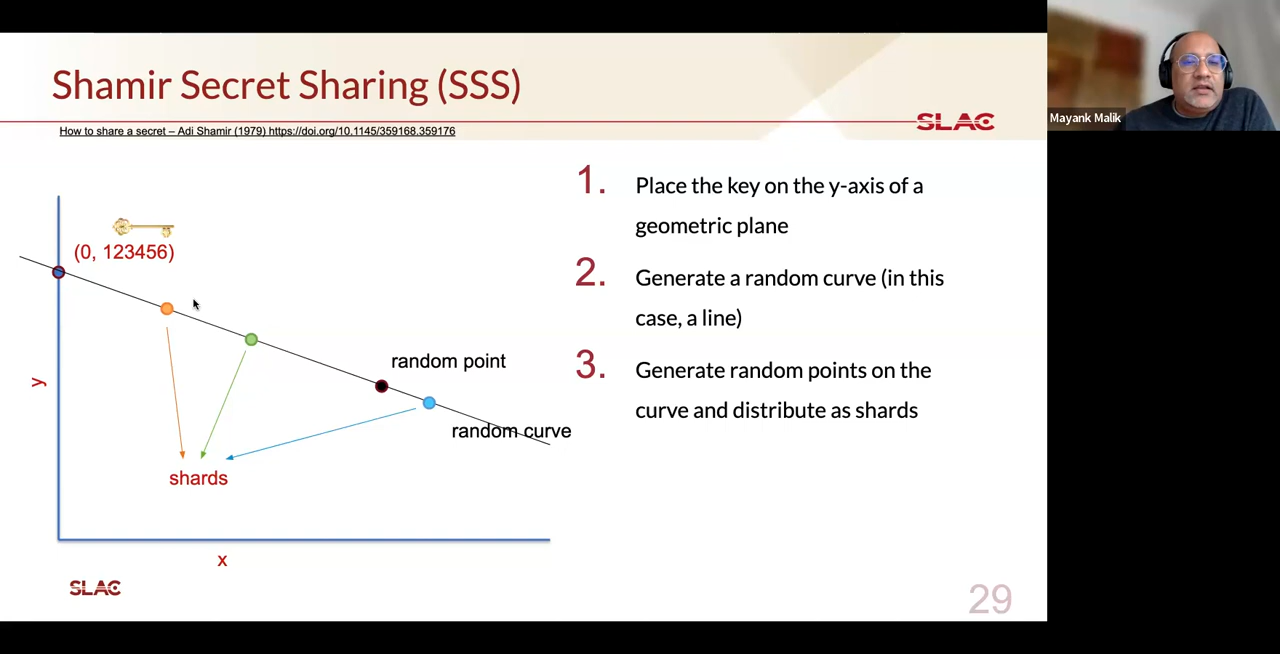 Shamir Secret Sharing (SSS)
How to share a secret – Adi Shamir (1979) https://doi.org/10.1145/359168.359176
SLAC
Mayank Malik
(0, 123456)
random point
random curve
shards
y
x
1. Place the key on the y-axis of a
geometric plane
2. Generate a random curve (in this
case, a line)
3. Generate random points on the
curve and distribute as shards
SLAC
29